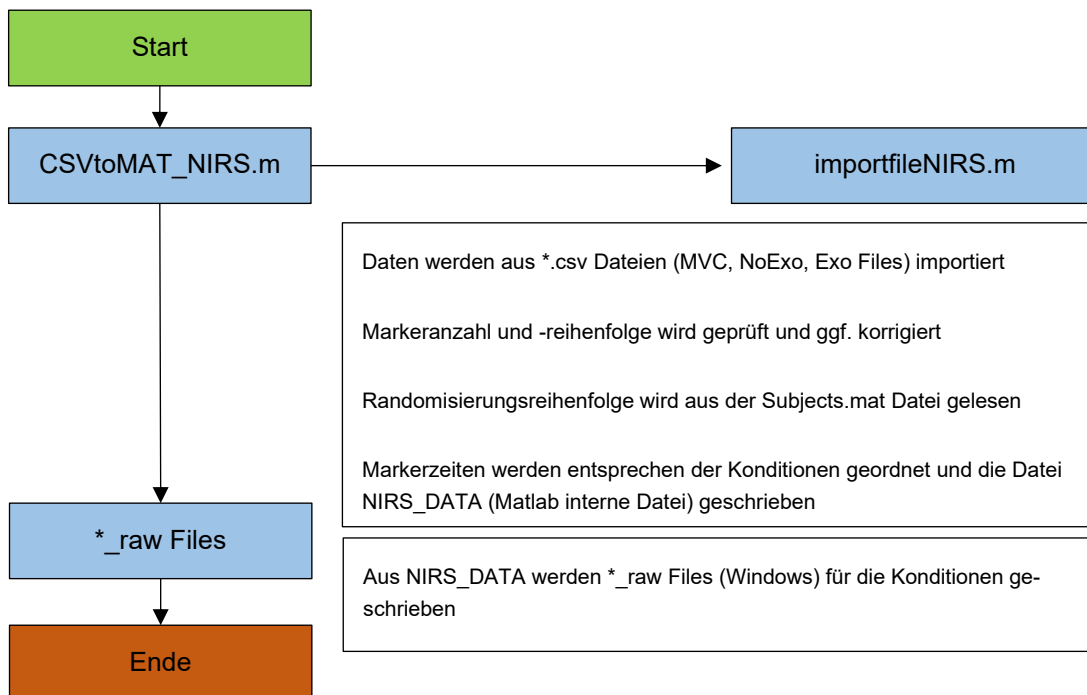 Start
CSVtoMAT_NIRS.m
importfileNIRS.m
Daten werden aus *.csv Dateien (MVC, NoExo, Exo Files) importiert
Markeranzahl und -reihenfolge wird geprüft und ggf. korrigiert
Randomisierungsreihenfolge wird aus der Subjects.mat Datei gelesen
Markerzeiten werden entsprechen der Konditionen geordnet und die Datei
NIRS_DATA (Matlab interne Datei) geschrieben
*_raw Files
Aus NIRS_DATA werden *_raw Files (Windows) für die Konditionen ge-
schrieben
Ende